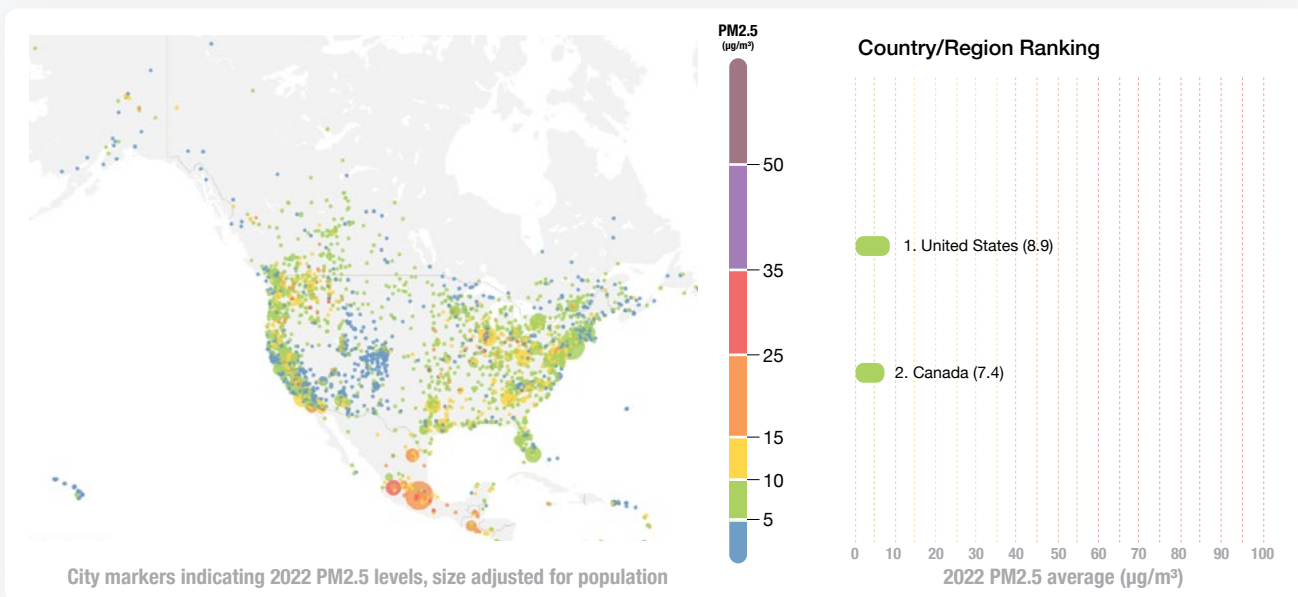 PM2.5
(μg/m³)
50
35
25
15
10
5
City markers indicating 2022 PM2.5 levels, size adjusted for population
Country/Region Ranking
1. United States (8.9)
2. Canada (7.4)
0 10 20 30 40 50 60 70 80 90 100
2022 PM2.5 average (μg/m³)